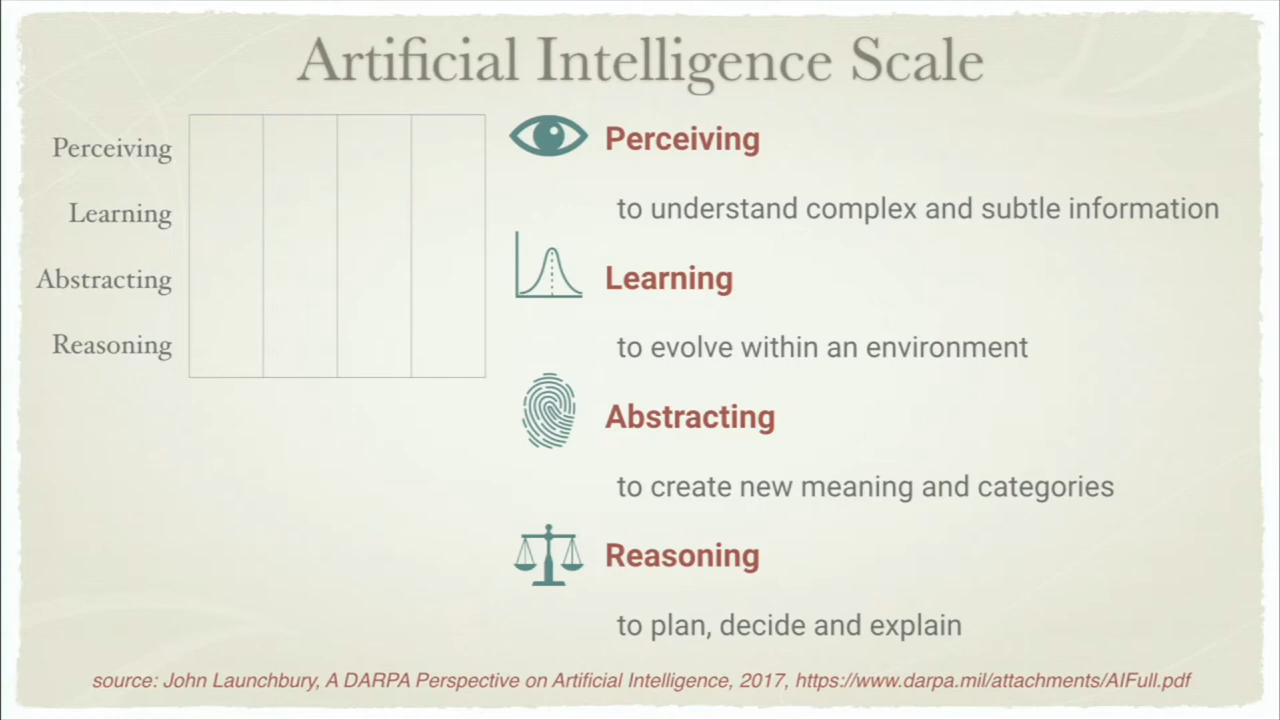 Artificial Intelligence Scale
Perceiving
Learning
Abstracting
Reasoning
Perceiving
to understand complex and subtle information
Learning
to evolve within an environment
Abstracting
to create new meaning and categories
Reasoning
to plan, decide and explain
source: John Launchbury, A DARPA Perspective on Artificial Intelligence, 2017, https://www.darpa.mil/attachments/AIFull.pdf